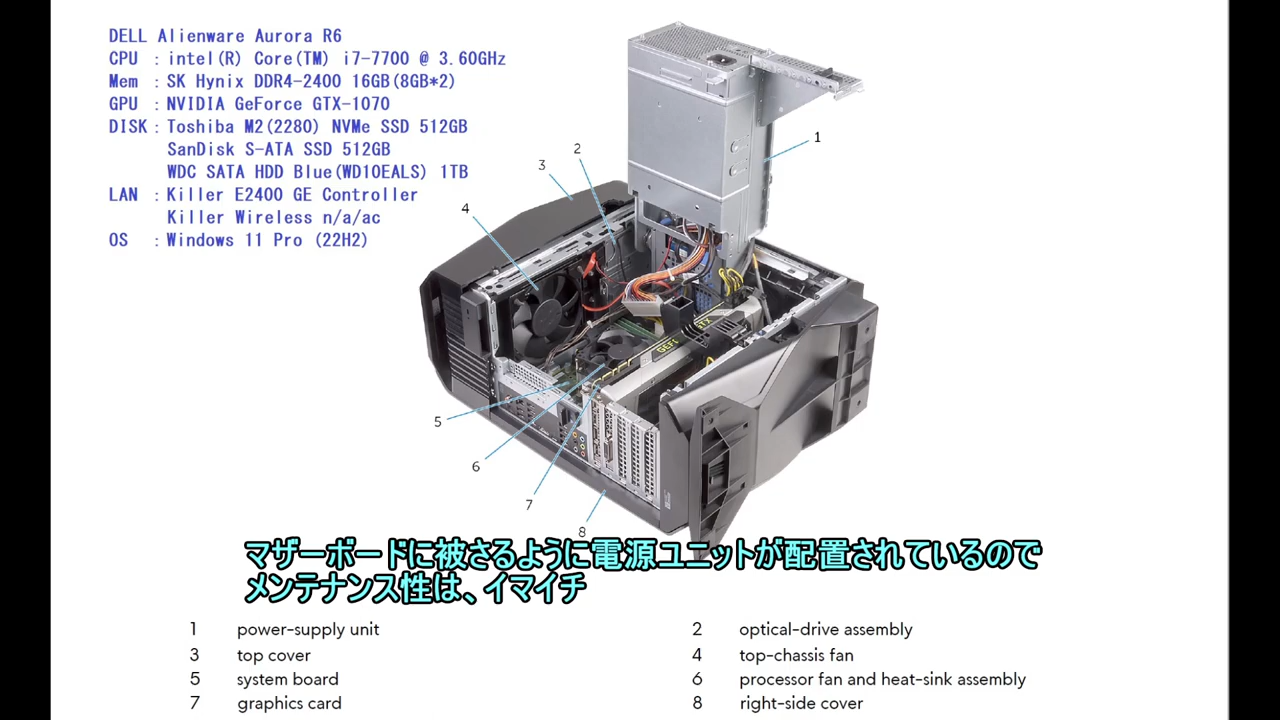 DELL Alienware Aurora R6
CPU : intel(R) Core(TM) i7-7700 @ 3.60GHz
Mem : SK Hynix DDR4-2400 16GB(8GB*2)
GPU : NVIDIA GeForce GTX-1070
DISK : Toshiba M2(2280) NVMe SSD 512GB
SanDisk S-ATA SSD 512GB
WDC SATA HDD Blue(WD10EALS) 1TB
LAN : Killer E2400 GE Controller
Killer Wireless n/a/ac
OS : Windows 11 Pro (22H2)
1
2
3
4
5
6
7
8
マザーボードに被さるように電源ユニットが配置されているので
メンテナンス性は、イマイチ
1 power-supply unit
2 optical-drive assembly
3 top cover
4 top-chassis fan
5 system board
6 processor fan and heat-sink assembly
7 graphics card
8 right-side cover